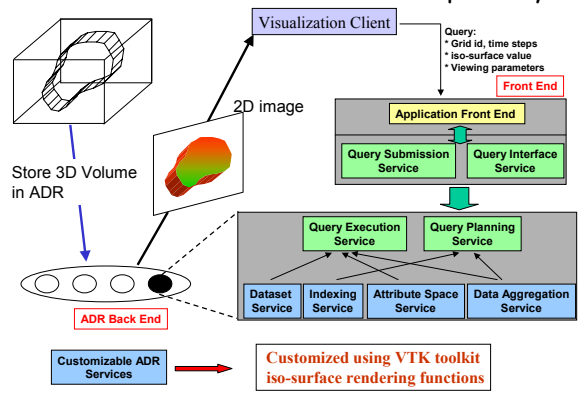 Visualization Client
Query:
* Grid id, time steps
* iso-surface value
* Viewing parameters
Front End
2D image
Application Front End
Query Submission
Service
Query Interface
Service
Store 3D Volume
in ADR
Query Execution
Service
Query Planning
Service
Dataset
Service
Indexing
Service
Attribute Space
Service
Data Aggregation
Service
ADR Back End
Customizable ADR
Services
Customized using VTK toolkit
iso-surface rendering functions